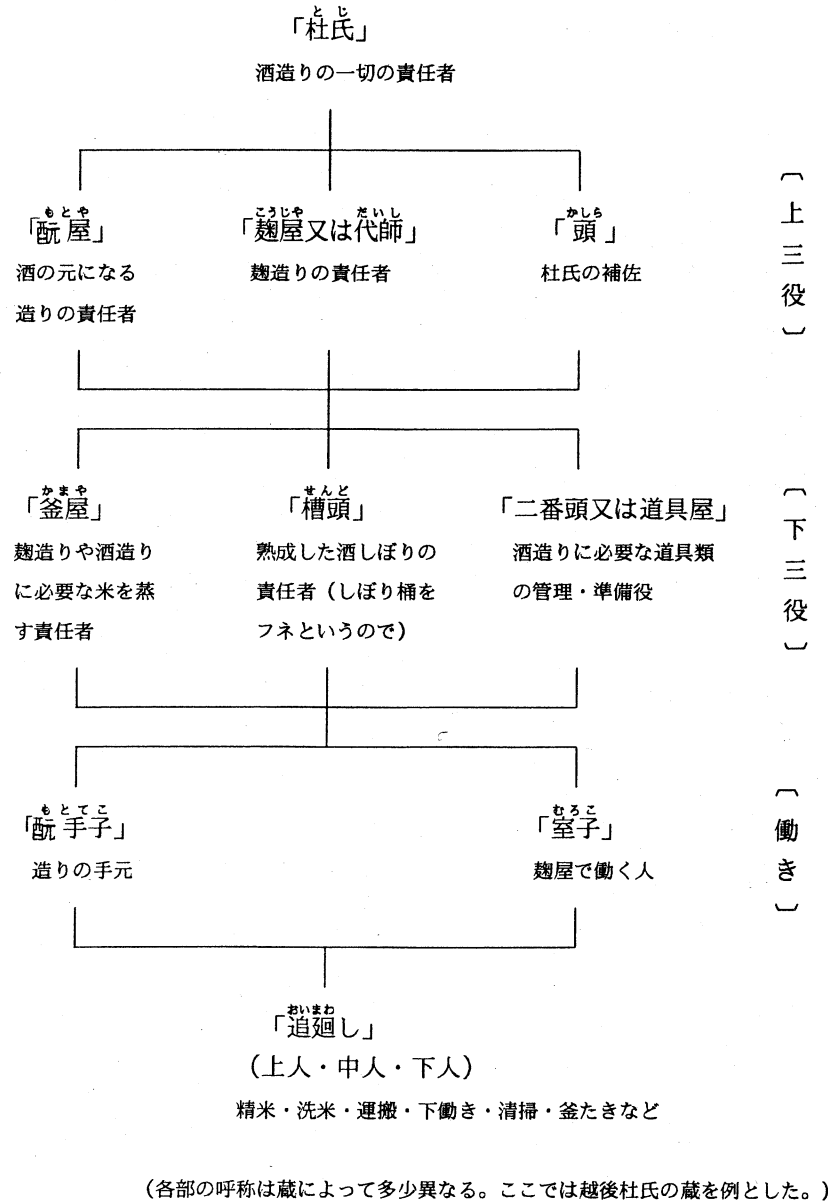 とじ
「杜氏」
酒造りの一切の責任者
もとや
「酛屋」
酒の元になる
造りの責任者
こうじや だいし
「麹屋又は代師」
麹造りの責任者
かしら
「頭」
杜氏の補佐
〔上三役〕
かまや
「釜屋」
麹造りや酒造り
に必要な米を蒸
す責任者
せんど
「槽頭」
熟成した酒しぼりの
責任者（しぼり桶を
フネというので）
「二番頭又は道具屋」
酒造りに必要な道具類
の管理・準備役
〔下三役〕
もとてこ
「酛手子」
造りの手元
むろこ
「室子」
麹屋で働く人
〔働き〕
おいまわ
「追廻し」
（上人・中人・下人）
精米・洗米・運搬・下働き・清掃・釜たきなど
（各部の呼称は蔵によって多少異なる。ここでは越後杜氏の蔵を例とした。）